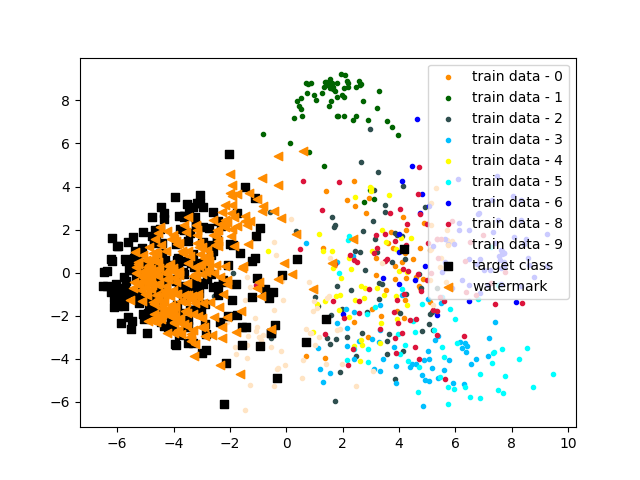 train data - 0
train data - 1
train data - 2
train data - 3
train data - 4
train data - 5
train data - 6
train data - 8
train data - 9
target class
watermark
8
6
4
2
0
−2
−4
−6
−6 −4 −2 0 2 4 6 8 10